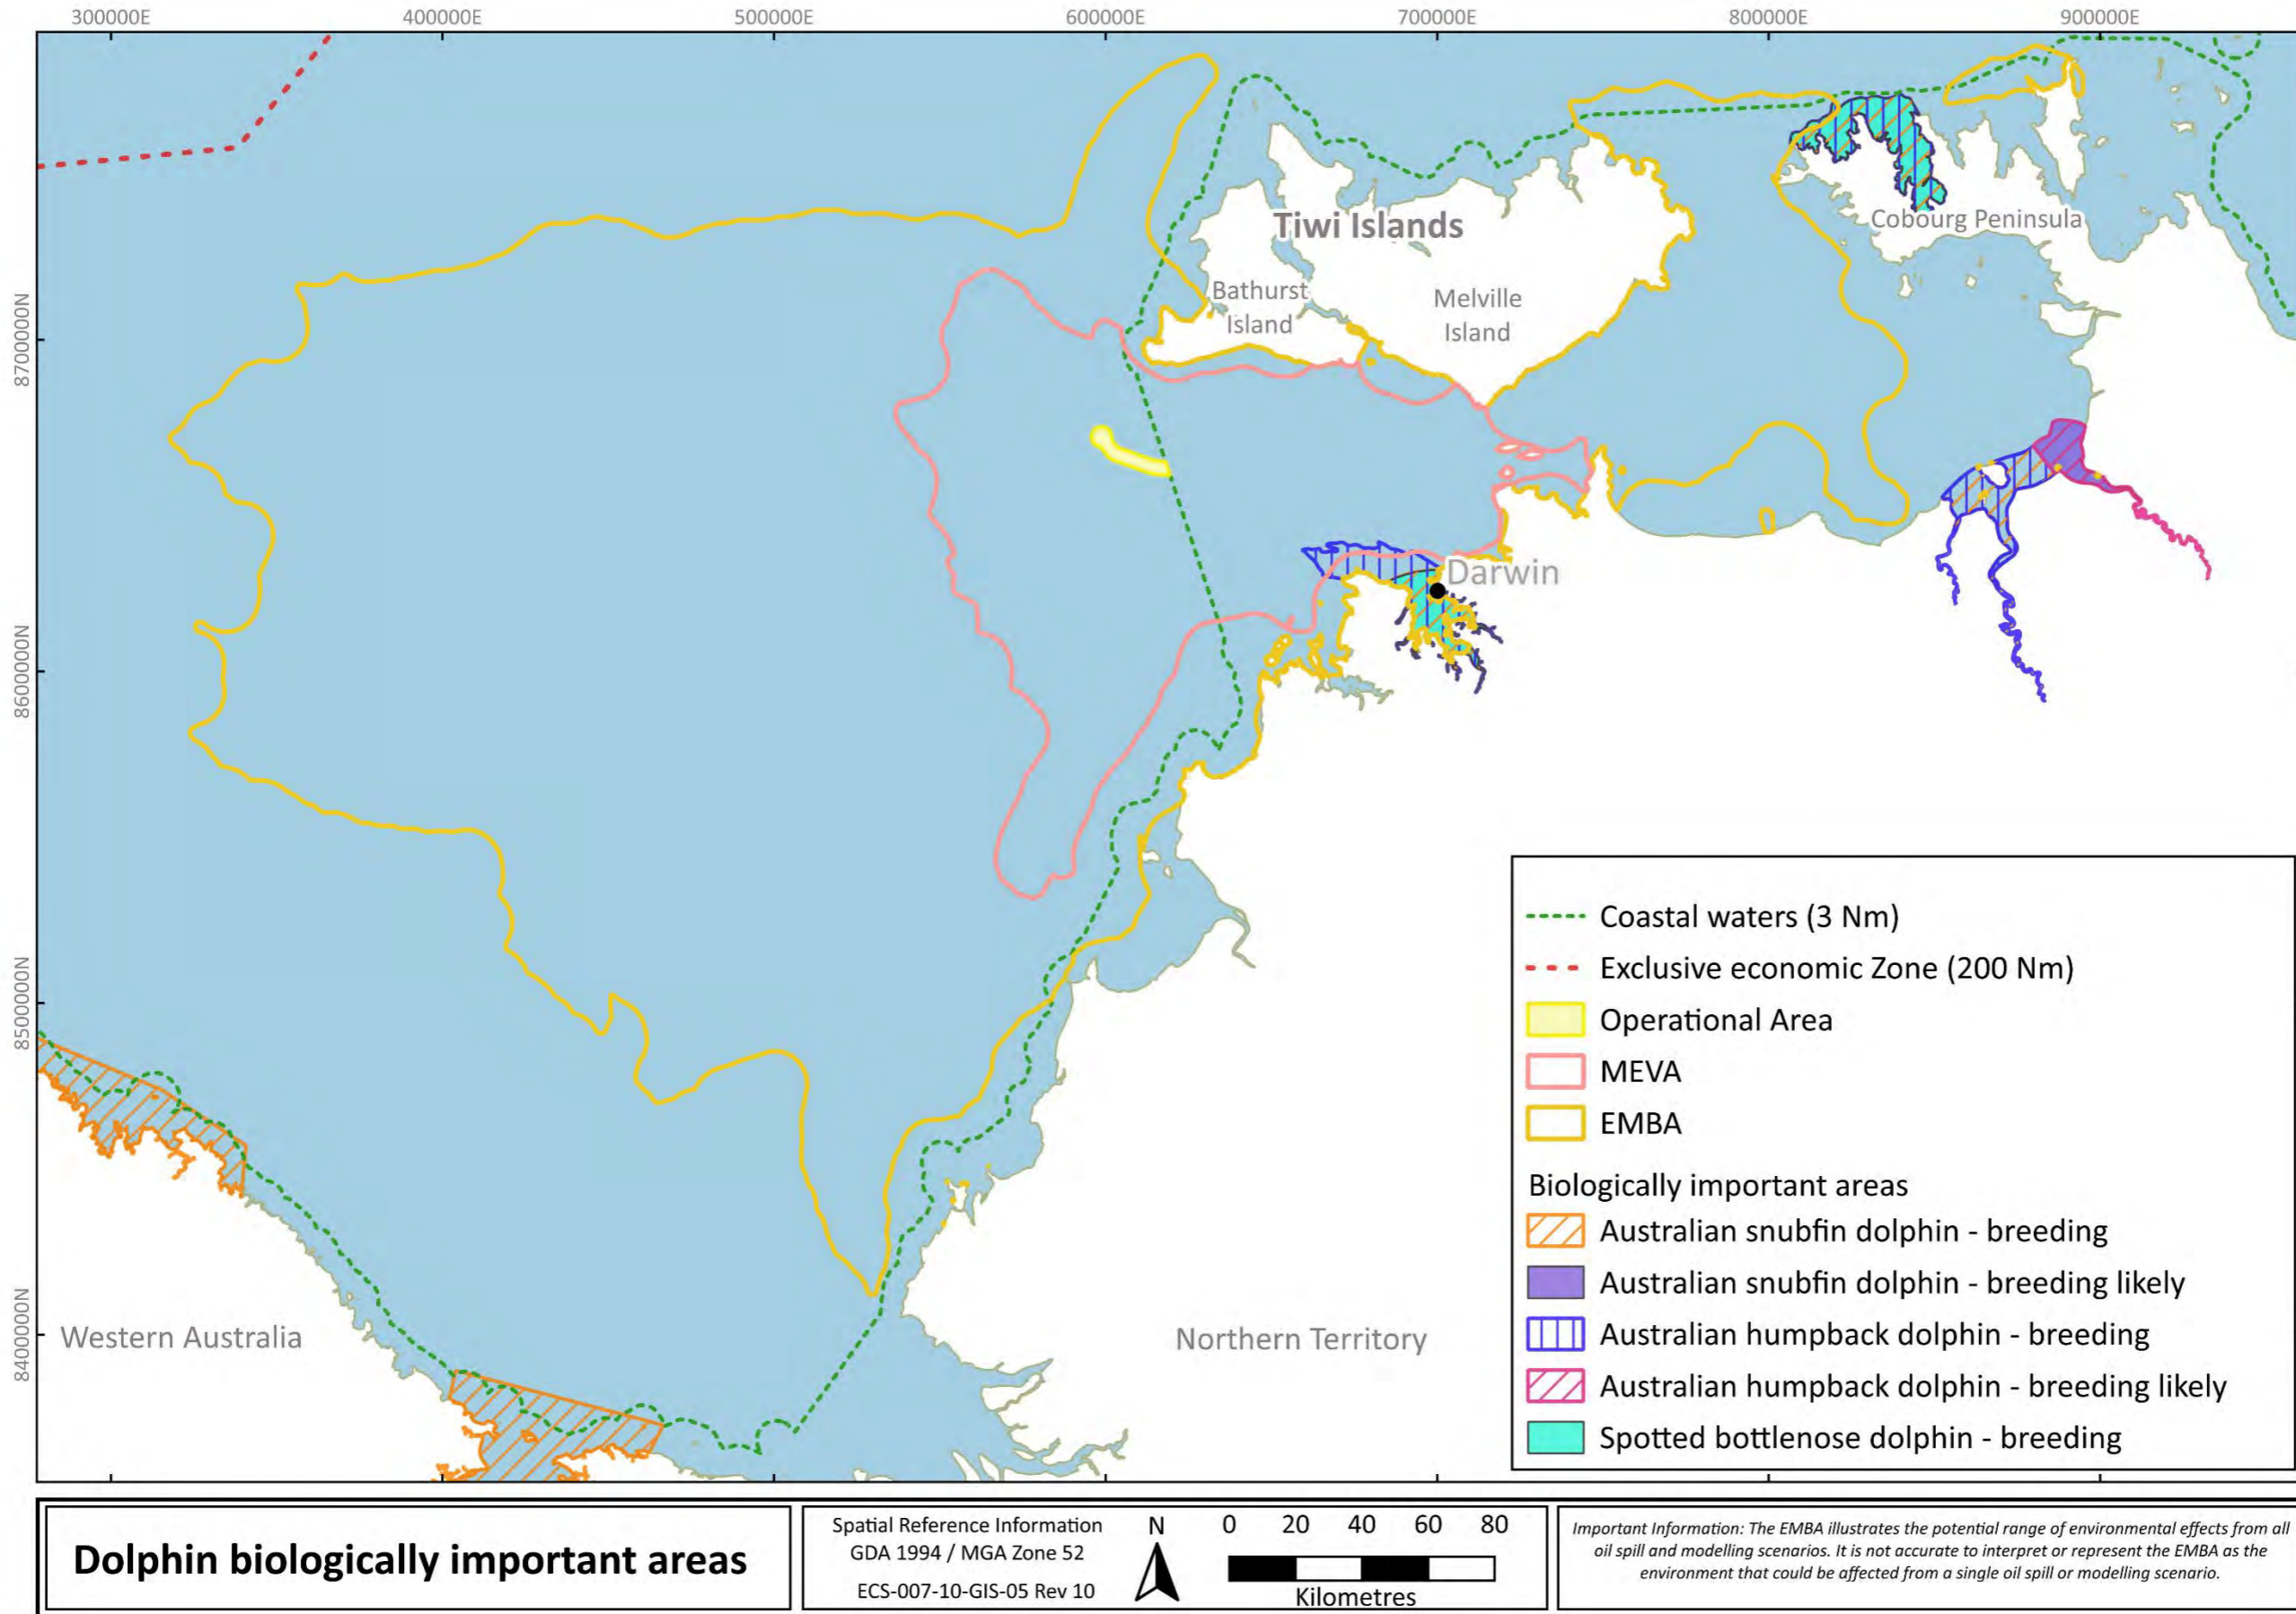 300000E 400000E 500000E 600000E 700000E 800000E 900000E
8700000N
8600000N
8500000N
8400000N
Tiwi Islands
Cobourg Peninsula
Bathurst
Island
Melville
Island
Darwin
Western Australia
Northern Territory
Coastal waters (3 Nm)
Exclusive economic Zone (200 Nm)
Operational Area
MEVA
EMBA
Biologically important areas
Australian snubfin dolphin - breeding
Australian snubfin dolphin - breeding likely
Australian humpback dolphin - breeding
Australian humpback dolphin - breeding likely
Spotted bottlenose dolphin - breeding
Dolphin biologically important areas
Spatial Reference Information
GDA 1994 / MGA Zone 52
ECS-007-10-GIS-05 Rev 10
N
0 20 40 60 80
Kilometres
Important Information: The EMBA illustrates the potential range of environmental effects from all
oil spill and modelling scenarios. It is not accurate to interpret or represent the EMBA as the
environment that could be affected from a single oil spill or modelling scenario.